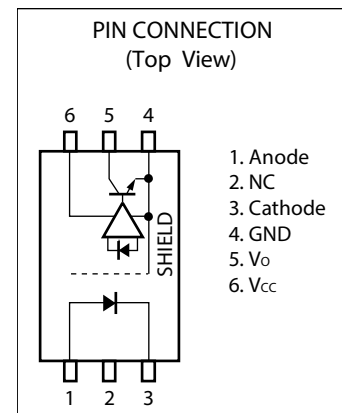 PIN CONNECTION
(Top View)
6 5 4
SHIELD
1 2 3
1. Anode
2. NC
3. Cathode
4. GND
5. Vo
6. Vcc